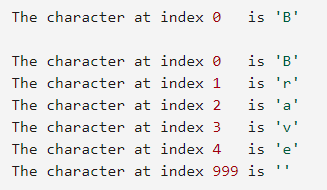 The character at index 0   is 'B'

The character at index 0   is 'B'
The character at index 1   is 'r'
The character at index 2   is 'a'
The character at index 3   is 'v'
The character at index 4   is 'e'
The character at index 999 is ''